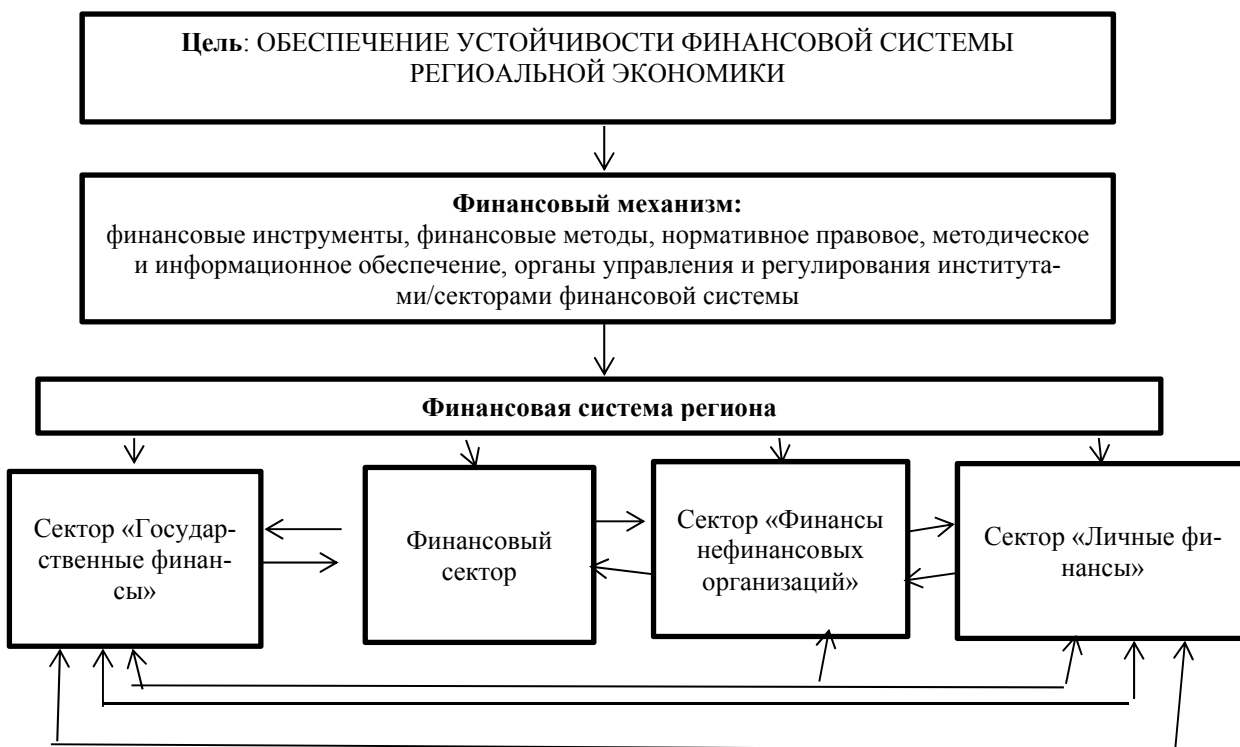 Цель: ОБЕСПЕЧЕНИЕ УСТОЙЧИВОСТИ ФИНАНСОВОЙ СИСТЕМЫ
РЕГИОАЛЬНОЙ ЭКОНОМИКИ
Финансовый механизм:
финансовые инструменты, финансовые методы, нормативное правовое, методическое
и информационное обеспечение, органы управления и регулирования института-
ми/секторами финансовой системы
Финансовая система региона
Сектор «Государ-
ственные финан-
сы»
Финансовый
сектор
Сектор «Финансы
нефинансовых
организаций»
Сектор «Личные фи-
нансы»